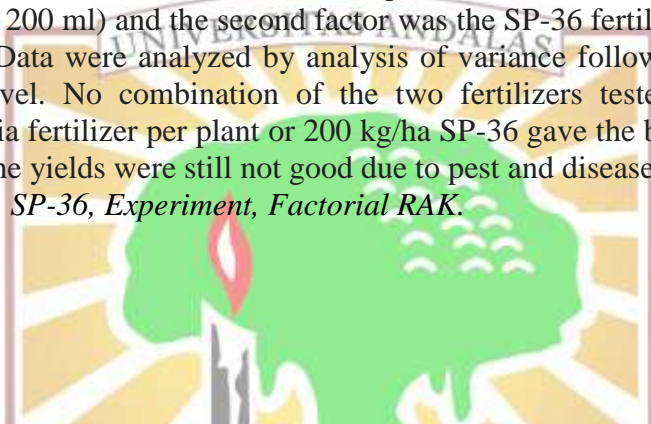 200 ml) and the second factor was the SP-36 fertil
UNIVERSITAS ANDALAS
Data were analyzed by analysis of variance follow
vel. No combination of the two fertilizers teste
ia fertilizer per plant or 200 kg/ha SP-36 gave the b
ne yields were still not good due to pest and disease
SP-36, Experiment, Factorial RAK.